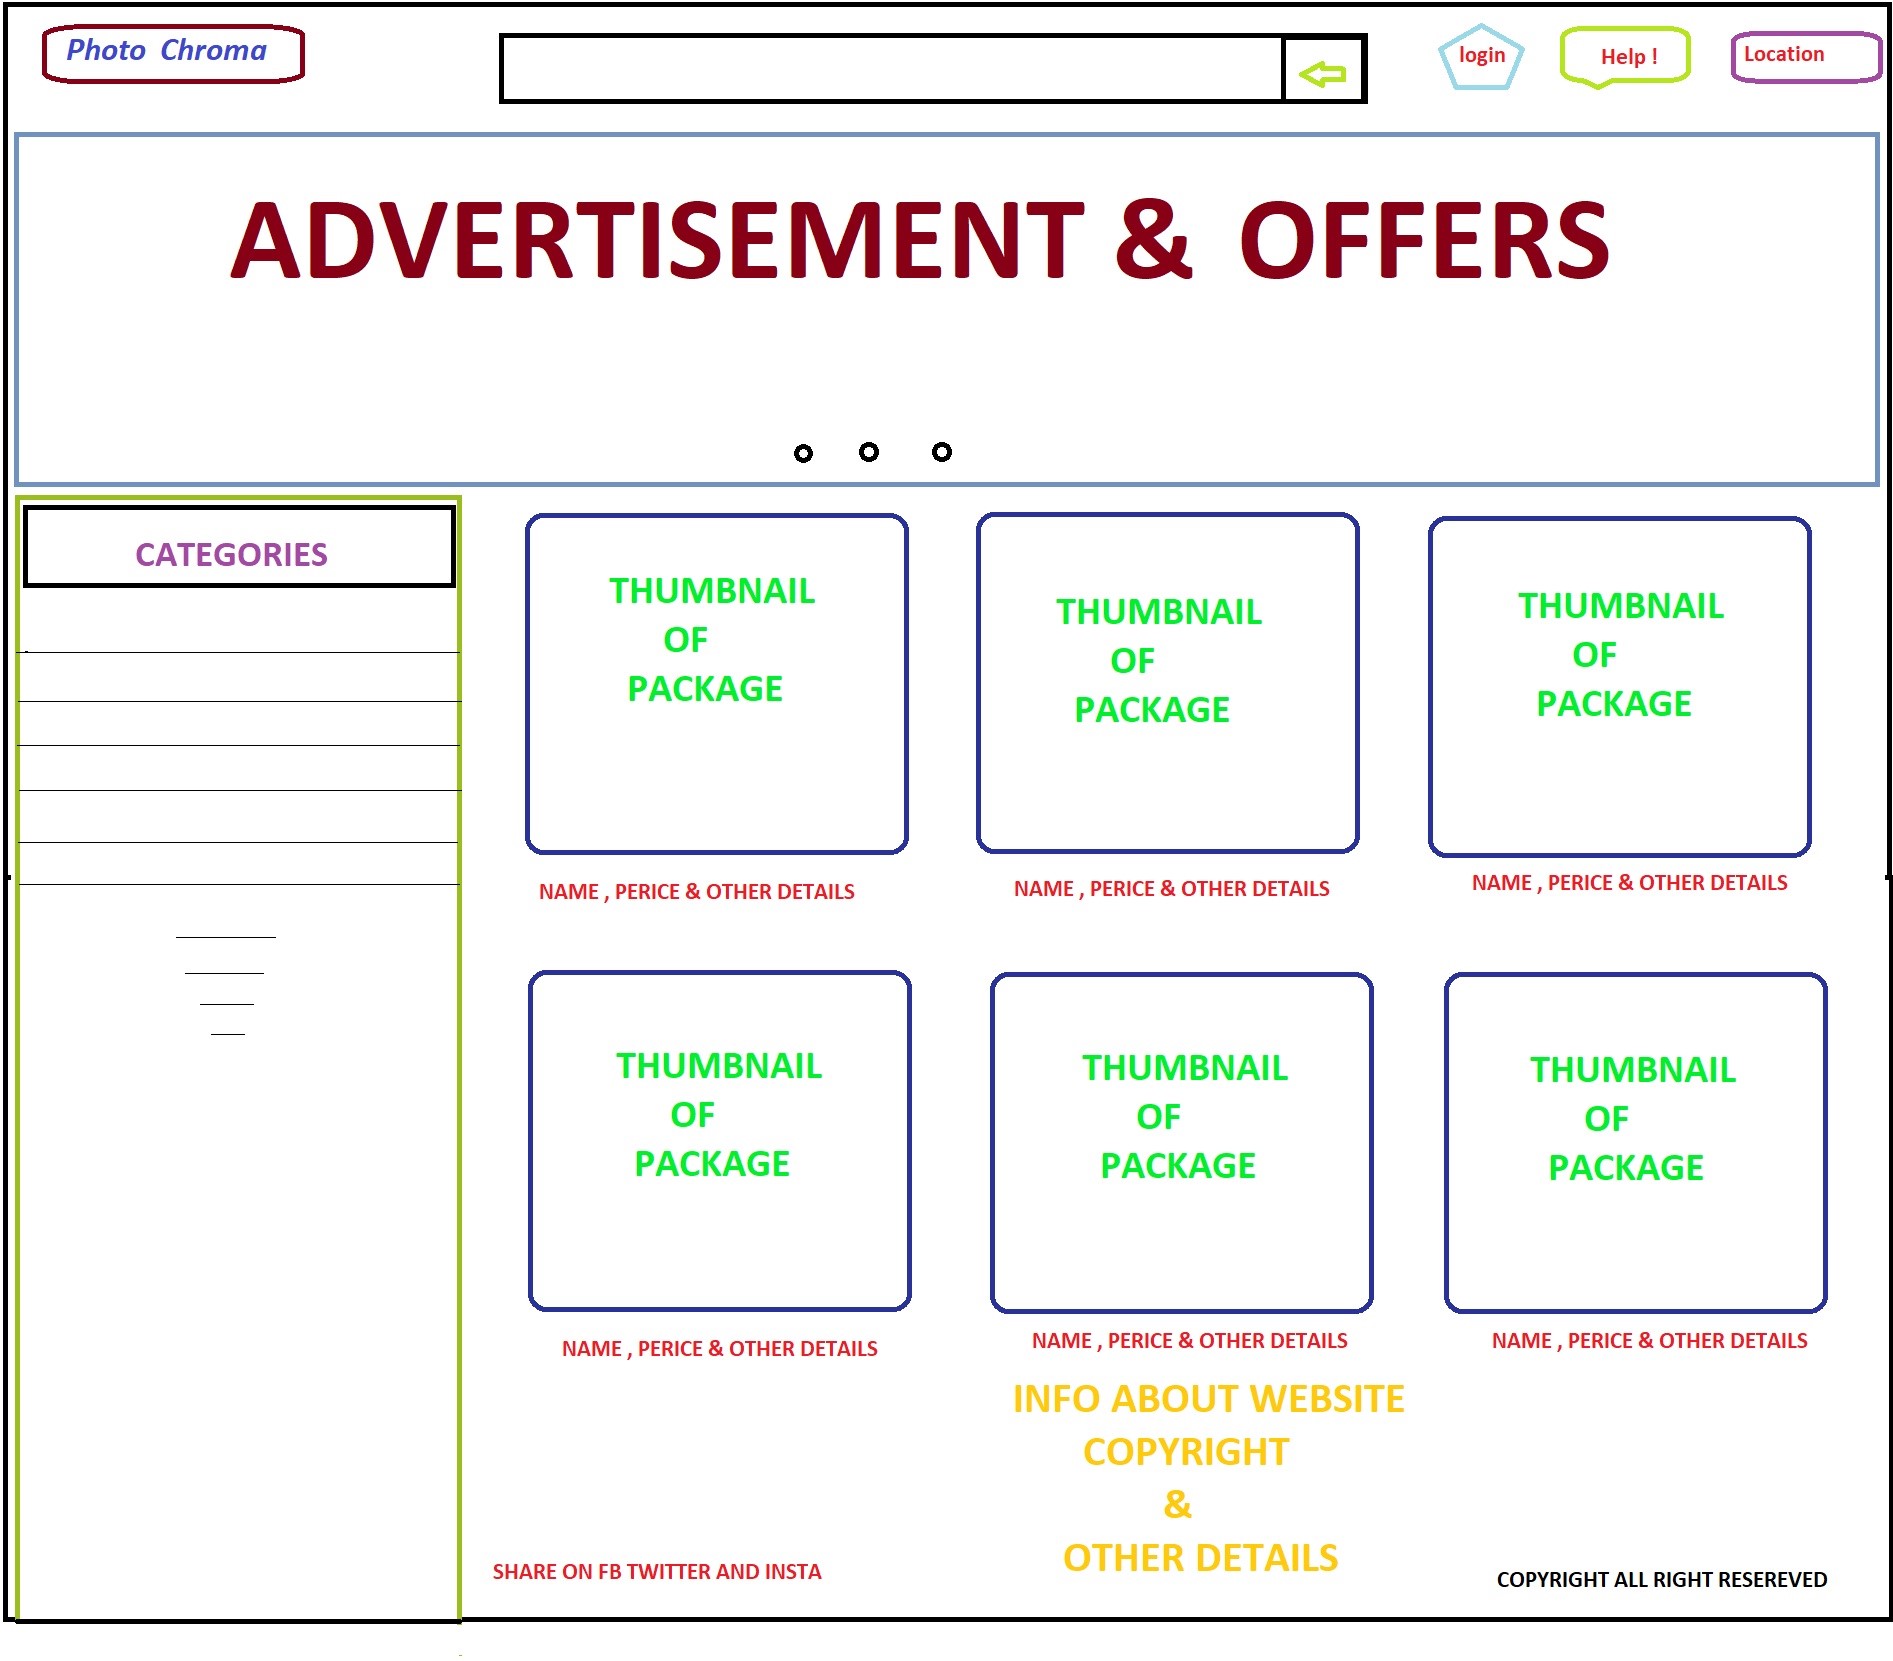 Photo Chroma
login
Help !
Location
ADVERTISEMENT & OFFERS
CATEGORIES
THUMBNAIL
OF
PACKAGE
THUMBNAIL
OF
PACKAGE
THUMBNAIL
OF
PACKAGE
NAME , PERICE & OTHER DETAILS
NAME , PERICE & OTHER DETAILS
NAME , PERICE & OTHER DETAILS
THUMBNAIL
OF
PACKAGE
THUMBNAIL
OF
PACKAGE
THUMBNAIL
OF
PACKAGE
NAME , PERICE & OTHER DETAILS
NAME , PERICE & OTHER DETAILS
NAME , PERICE & OTHER DETAILS
INFO ABOUT WEBSITE
COPYRIGHT
&
OTHER DETAILS
SHARE ON FB TWITTER AND INSTA
COPYRIGHT ALL RIGHT RESEREVED